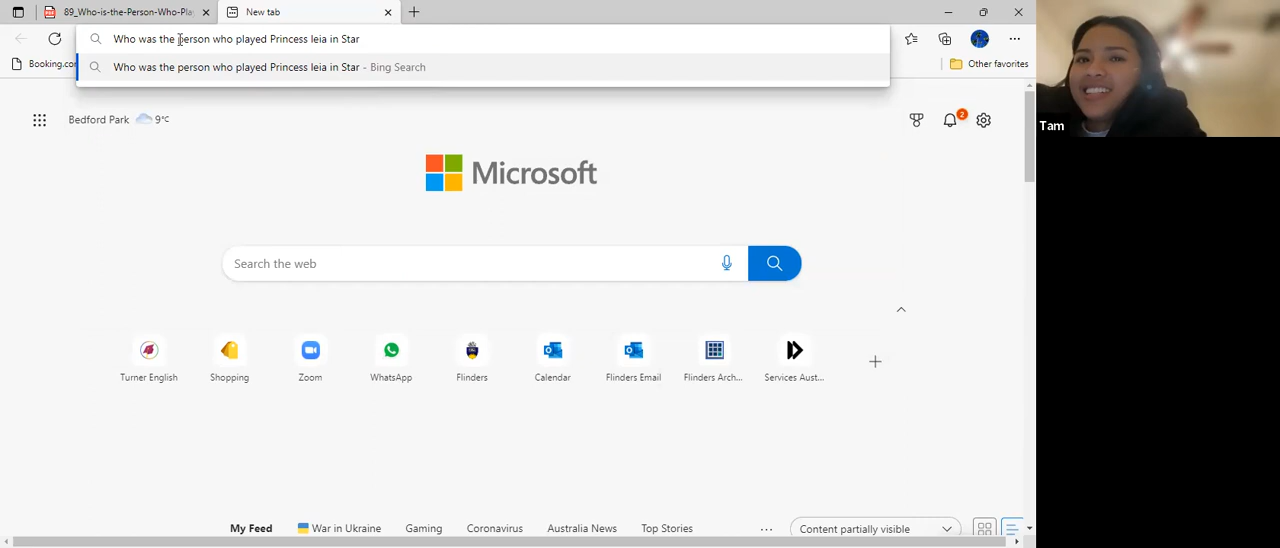 89_Who-is-the-Person-Who-Pla
New tab
Who was the person who played Princess leia in Star
Who was the person who played Princess leia in Star - Bing Search
Booking.com
Other favorites
Tam
Bedford Park 9°C
2
Microsoft
Search the web
Turner English
Shopping
Zoom
WhatsApp
Flinders
Calendar
Flinders Email
Flinders Arch...
Services Aust...
My Feed
War in Ukraine
Gaming
Coronavirus
Australia News
Top Stories
...
Content partially visible